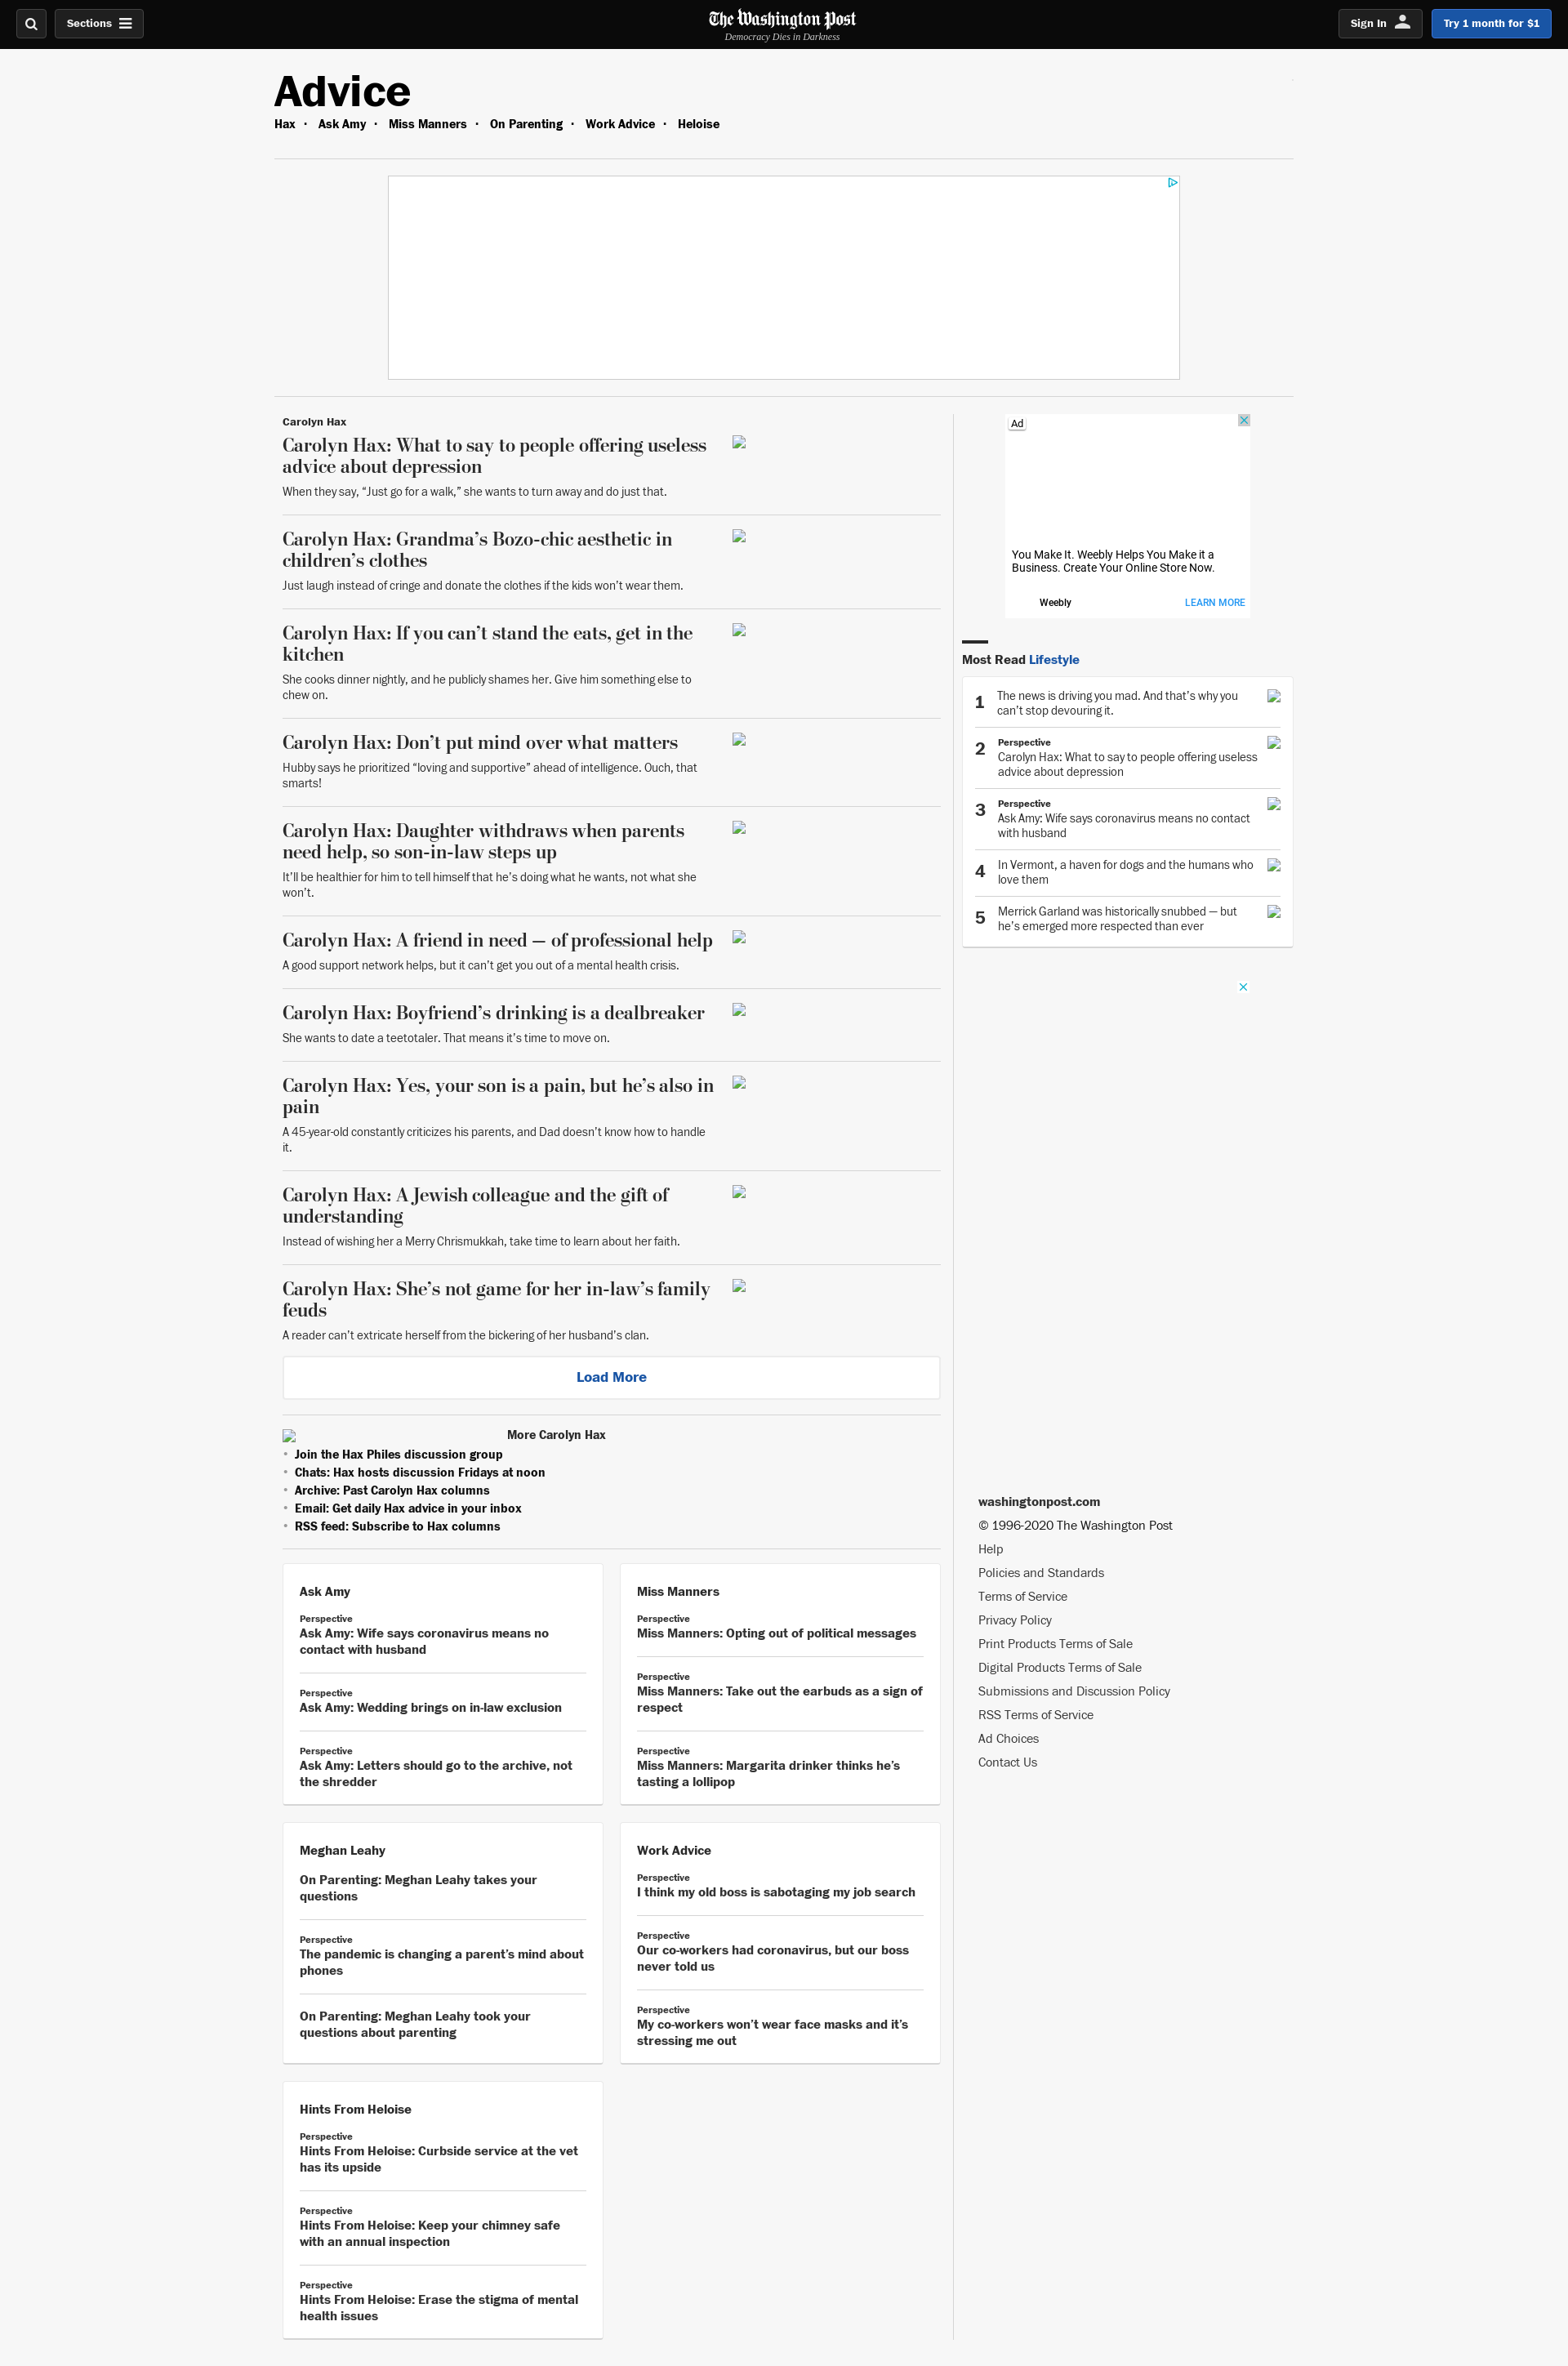 Sections
The Washington Post
Democracy Dies in Darkness
Sign In
Try 1 month for $1
Advice
Hax • Ask Amy • Miss Manners • On Parenting • Work Advice • Heloise
Carolyn Hax
Carolyn Hax: What to say to people offering useless
advice about depression
When they say, “Just go for a walk,” she wants to turn away and do just that.
Carolyn Hax: Grandma’s Bozo-chic aesthetic in
children’s clothes
Just laugh instead of cringe and donate the clothes if the kids won’t wear them.
Carolyn Hax: If you can’t stand the eats, get in the
kitchen
She cooks dinner nightly, and he publicly shames her. Give him something else to
chew on.
Carolyn Hax: Don’t put mind over what matters
Hubby says he prioritized “loving and supportive” ahead of intelligence. Ouch, that
smarts!
Carolyn Hax: Daughter withdraws when parents
need help, so son-in-law steps up
It’ll be healthier for him to tell himself that he’s doing what he wants, not what she
won’t.
Carolyn Hax: A friend in need — of professional help
A good support network helps, but it can’t get you out of a mental health crisis.
Carolyn Hax: Boyfriend’s drinking is a dealbreaker
She wants to date a teetotaler. That means it’s time to move on.
Carolyn Hax: Yes, your son is a pain, but he’s also in
pain
A 45-year-old constantly criticizes his parents, and Dad doesn’t know how to handle
it.
Carolyn Hax: A Jewish colleague and the gift of
understanding
Instead of wishing her a Merry Chrismukkah, take time to learn about her faith.
Carolyn Hax: She’s not game for her in-law’s family
feuds
A reader can’t extricate herself from the bickering of her husband’s clan.
Load More
More Carolyn Hax
• Join the Hax Philes discussion group
• Chats: Hax hosts discussion Fridays at noon
• Archive: Past Carolyn Hax columns
• Email: Get daily Hax advice in your inbox
• RSS feed: Subscribe to Hax columns
Ask Amy
Perspective
Ask Amy: Wife says coronavirus means no
contact with husband
Perspective
Ask Amy: Wedding brings on in-law exclusion
Perspective
Ask Amy: Letters should go to the archive, not
the shredder
Miss Manners
Perspective
Miss Manners: Opting out of political messages
Perspective
Miss Manners: Take out the earbuds as a sign of
respect
Perspective
Miss Manners: Margarita drinker thinks he’s
tasting a lollipop
Meghan Leahy
On Parenting: Meghan Leahy takes your
questions
Perspective
The pandemic is changing a parent’s mind about
phones
On Parenting: Meghan Leahy took your
questions about parenting
Work Advice
Perspective
I think my old boss is sabotaging my job search
Perspective
Our co-workers had coronavirus, but our boss
never told us
Perspective
My co-workers won’t wear face masks and it’s
stressing me out
Hints From Heloise
Perspective
Hints From Heloise: Curbside service at the vet
has its upside
Perspective
Hints From Heloise: Keep your chimney safe
with an annual inspection
Perspective
Hints From Heloise: Erase the stigma of mental
health issues
Ad
You Make It. Weebly Helps You Make it a
Business. Create Your Online Store Now.
Weebly
LEARN MORE
Most Read Lifestyle
1 The news is driving you mad. And that’s why you
can’t stop devouring it.
2 Perspective
Carolyn Hax: What to say to people offering useless
advice about depression
3 Perspective
Ask Amy: Wife says coronavirus means no contact
with husband
4 In Vermont, a haven for dogs and the humans who
love them
5 Merrick Garland was historically snubbed — but
he’s emerged more respected than ever
washingtonpost.com
© 1996-2020 The Washington Post
Help
Policies and Standards
Terms of Service
Privacy Policy
Print Products Terms of Sale
Digital Products Terms of Sale
Submissions and Discussion Policy
RSS Terms of Service
Ad Choices
Contact Us